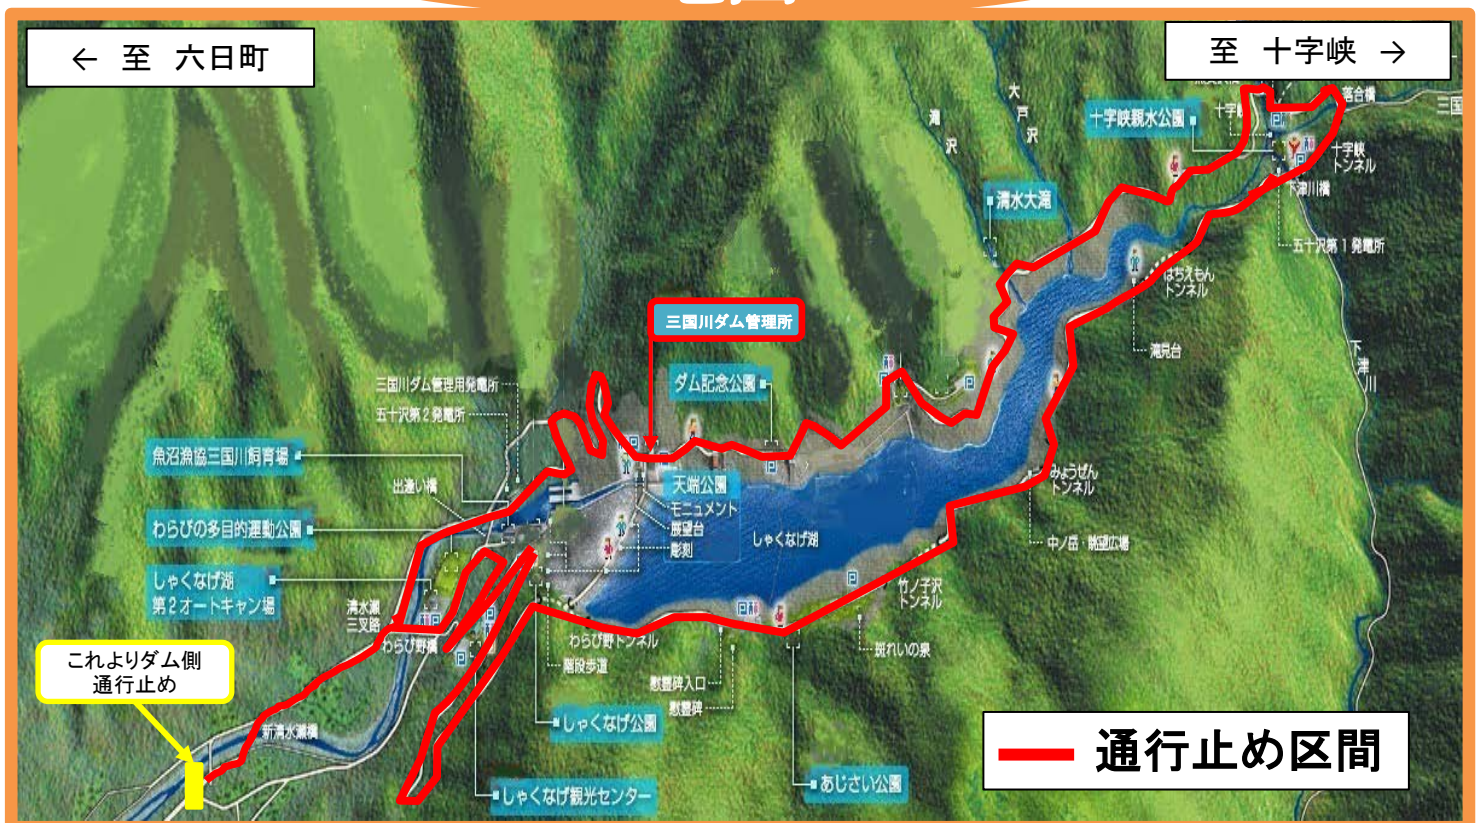 ← 至 六日町
至 十字峡 →
落合橋
三国
十字峡親水公園
十字峡
トンネル
下津川橋
五十沢第1発電所
大戸沢
滝沢
清水大滝
はちえもん
トンネル
滝見台
下津川
三国川ダム管理所
三国川ダム管理用発電所
五十沢第2発電所
ダム記念公園
魚沼漁協三国川飼育場
出逢い橋
わらびの多目的運動公園
しゃくなげ湖
第2オートキャン場
天端公園
モニュメント
展望台
彫刻
しゃくなげ湖
みょうぜん
トンネル
中ノ岳・眺望広場
竹ノ子沢
トンネル
斑れいの泉
清水瀬
三叉路
わらび野橋
わらび野トンネル
階段歩道
慰霊碑入口
慰霊碑
これよりダム側
通行止め
新清水瀬橋
しゃくなげ公園
しゃくなげ観光センター
あじさい公園
通行止め区間